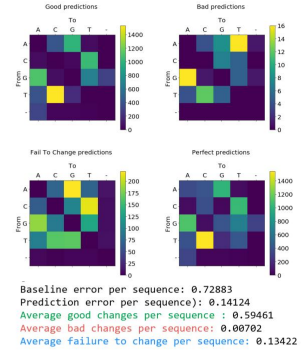 Good predictions
Bad predictions
To
To
A C G T -
A C G T -
From
A
C
G
T
-
1400
1200
1000
800
600
400
200
0
From
A
C
G
T
-
16
14
12
10
8
6
4
2
0
Fail To Change predictions
Perfect predictions
To
To
A C G T -
A C G T -
From
A
C
G
T
-
200
175
150
125
100
75
50
25
0
From
A
C
G
T
-
1400
1200
1000
800
600
400
200
0
Baseline error per sequence: 0.72883
Prediction error per sequence): 0.14124
Average good changes per sequence : 0.59461
Average bad changes per sequence: 0.00702
Average failure to change per sequence: 0.13422